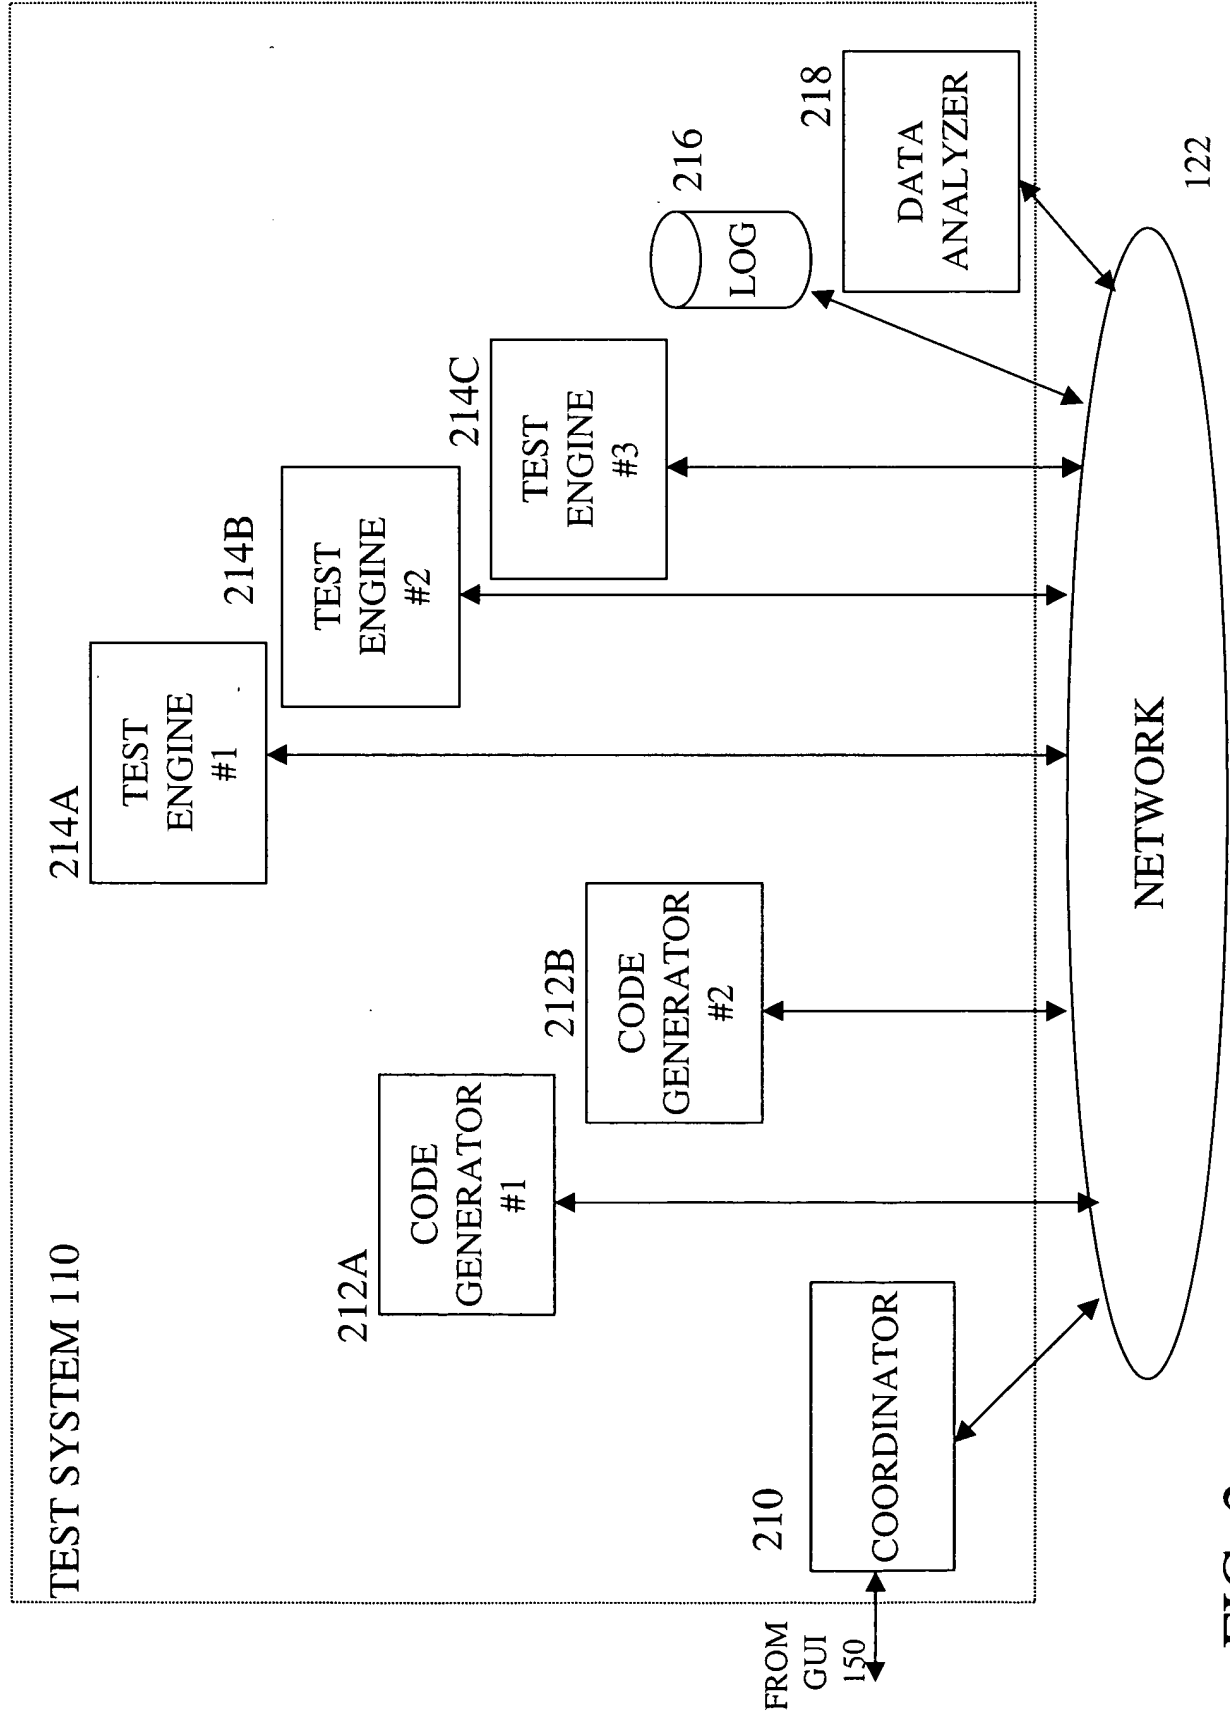 TEST SYSTEM 110
214A
TEST
ENGINE
#1
214B
TEST
ENGINE
#2
212A
CODE
GENERATOR
#1
214C
TEST
ENGINE
#3
212B
CODE
GENERATOR
#2
216
LOG
FROM
GUI
150
210
COORDINATOR
218
DATA
ANALYZER
NETWORK
122